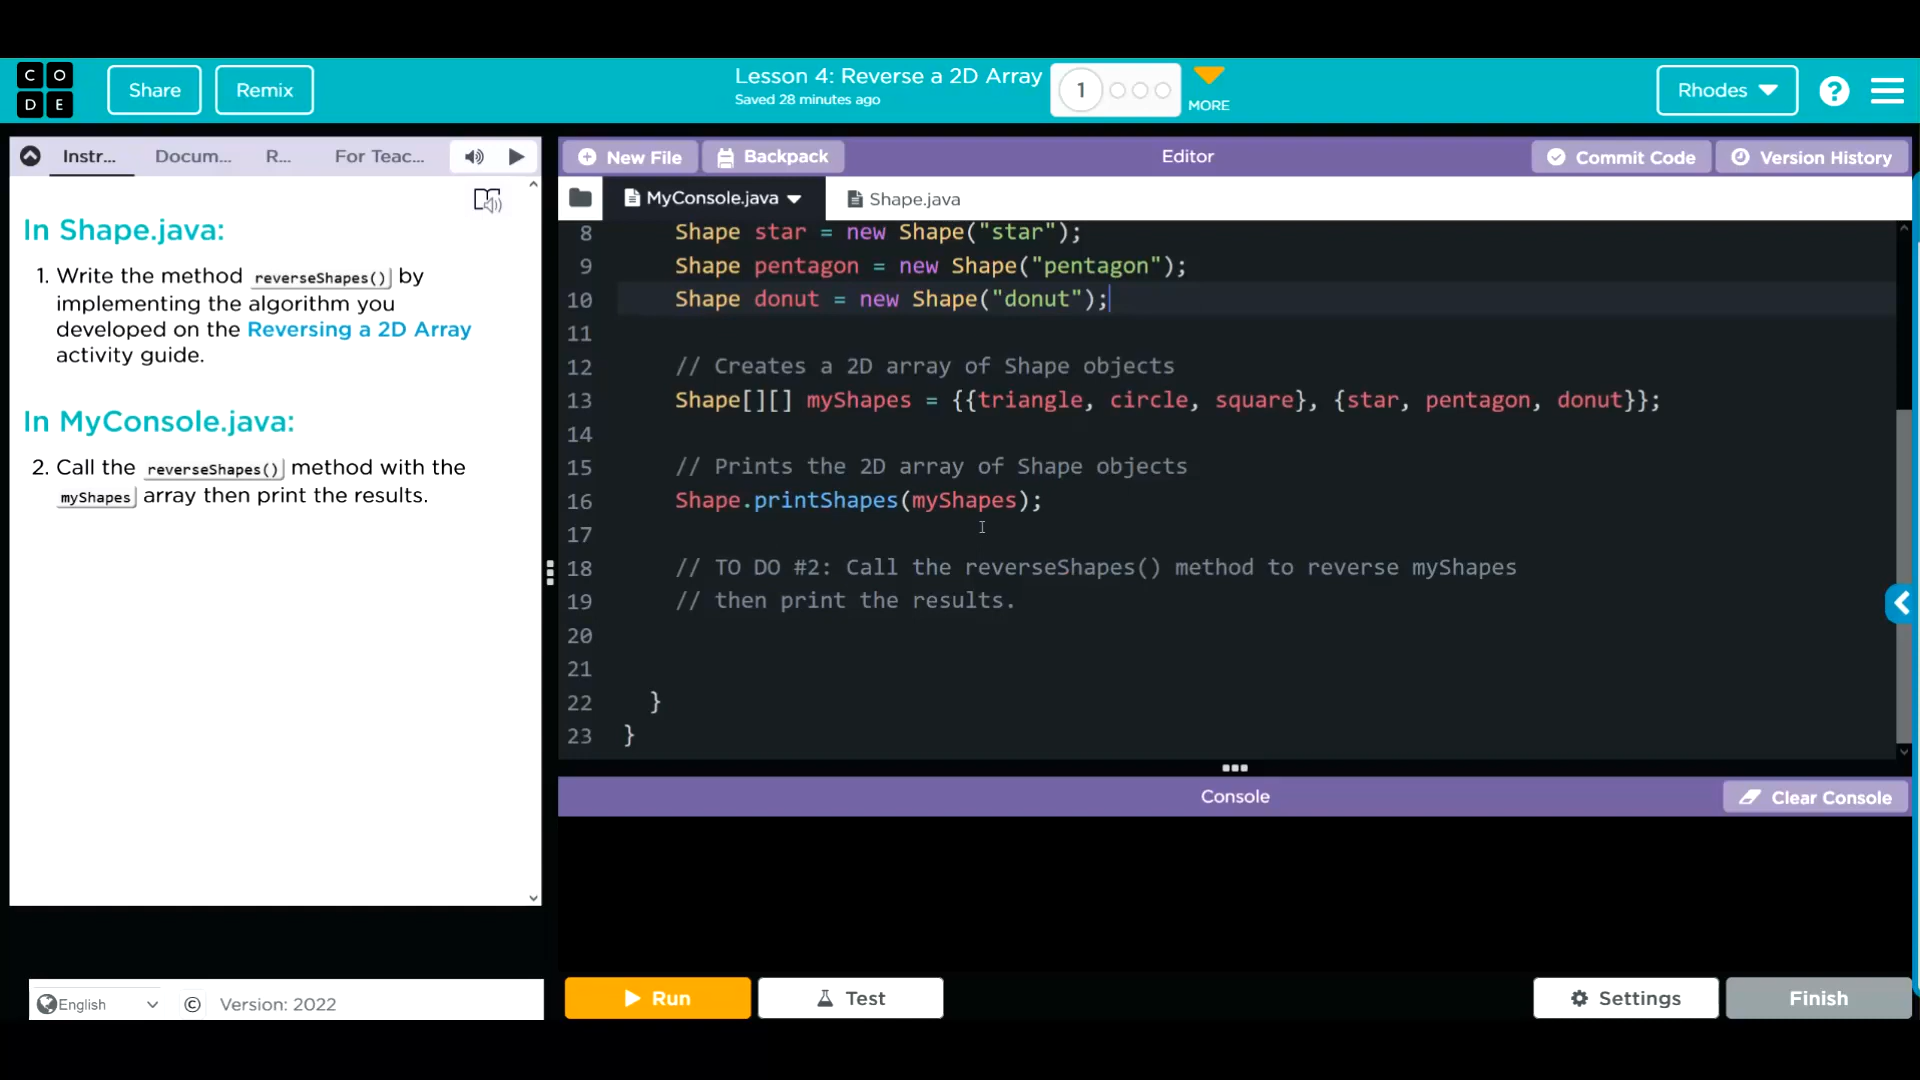 C O
D E
Share
Remix
Lesson 4: Reverse a 2D Array
Saved 28 minutes ago
1
MORE
Rhodes
?
Instr...
Docum...
R...
For Teac...
New File
Backpack
Editor
Commit Code
Version History
MyConsole.java
Shape.java
In Shape.java:
1. Write the method reverseShapes() by
implementing the algorithm you
developed on the Reversing a 2D Array
activity guide.
In MyConsole.java:
2. Call the reverseShapes() method with the
myShapes array then print the results.
8 Shape star = new Shape("star");
9 Shape pentagon = new Shape("pentagon");
10 Shape donut = new Shape("donut");
11
12 // Creates a 2D array of Shape objects
13 Shape[][] myShapes = {{triangle, circle, square}, {star, pentagon, donut}};
14
15 // Prints the 2D array of Shape objects
16 Shape.printShapes(myShapes);
17
18 // TO DO #2: Call the reverseShapes() method to reverse myShapes
19 // then print the results.
20
21
22 }
23 }
Console
Clear Console
English
© Version: 2022
Run
Test
Settings
Finish